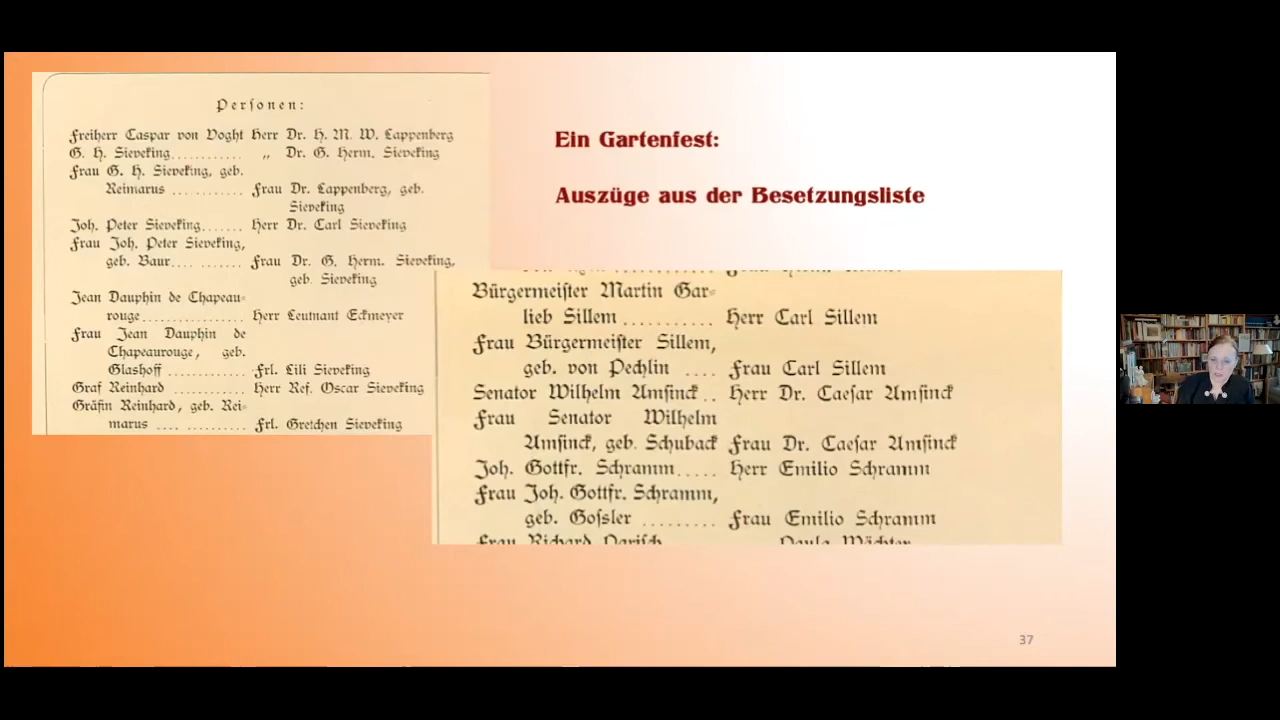 Personen:
Freiherr Caspar von Voght Herr Dr. H. M. W. Lappenberg
G. H. Sieveking............ „ Dr. G. Herm. Sieveking
Frau G. H. Sieveking, geb.
Reimarus ............ Frau Dr. Lappenberg, geb.
Sieveking
Joh. Peter Sieveking....... Herr Dr. Carl Sieveking
Frau Joh. Peter Sieveking,
geb. Baur.... ........ Frau Dr. G. Herm. Sieveking,
geb. Sieveking
Jean Dauphin de Chapeau-
rouge................ Herr Leutnant Eckmeyer
Frau Jean Dauphin de
Chapeaurouge, geb.
Glashoff ............ Frl. Lili Sieveking
Graf Reinhard ............ Herr Ref. Oscar Sieveking
Gräfin Reinhard, geb. Rei-
marus .... .......... Frl. Gretchen Sieveking
Ein Gartenfest:
Auszüge aus der Besetzungsliste
Bürgermeiſter Martin Gar-
lieb Sillem ........... Herr Carl Sillem
Frau Bürgermeiſter Sillem,
geb. von Pechlin .... Frau Carl Sillem
Senator Wilhelm Amſinck .. Herr Dr. Caeſar Amſinck
Frau Senator Wilhelm
Amſinck, geb. Schuback Frau Dr. Caeſar Amſinck
Joh. Gottfr. Schramm..... Herr Emilio Schramm
Frau Joh. Gottfr. Schramm,
geb. Goſsler ......... Frau Emilio Schramm
Frau Richard Pariſh
37